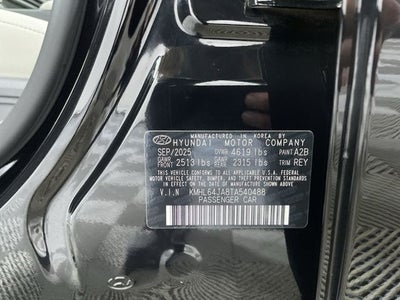 MANUFACTURED IN KOREA BY
HYUNDAI MOTOR COMPANY
SEP/2025 GVWR 4619 lbs PAINT A2B
GAWR FRONT 2513 lbs GAWR 2315 lbs TRIM REY
THIS VEHICLE CONFORMS TO ALL APPLICABLE U.S.A. FEDERAL
MOTOR VEHICLE SAFETY, BUMPER, AND THEFT PREVENTION
STANDARDS IN EFFECT ON THE DATE OF MANUFACTURE
SHOWN ABOVE.
V.I.N KMHL64JA8TA540488
PASSENGER CAR